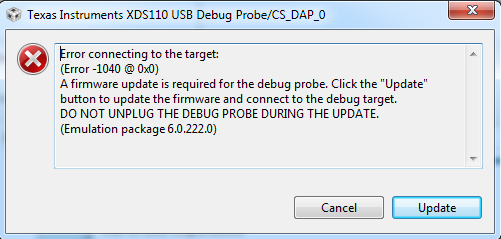 Texas Instruments XDS110 USB Debug Probe/CS_DAP_0
Error connecting to the target:
(Error -1040 @ 0x0)
A firmware update is required for the debug probe. Click the "Update"
button to update the firmware and connect to the debug target.
DO NOT UNPLUG THE DEBUG PROBE DURING THE UPDATE.
(Emulation package 6.0.222.0)
Cancel
Update